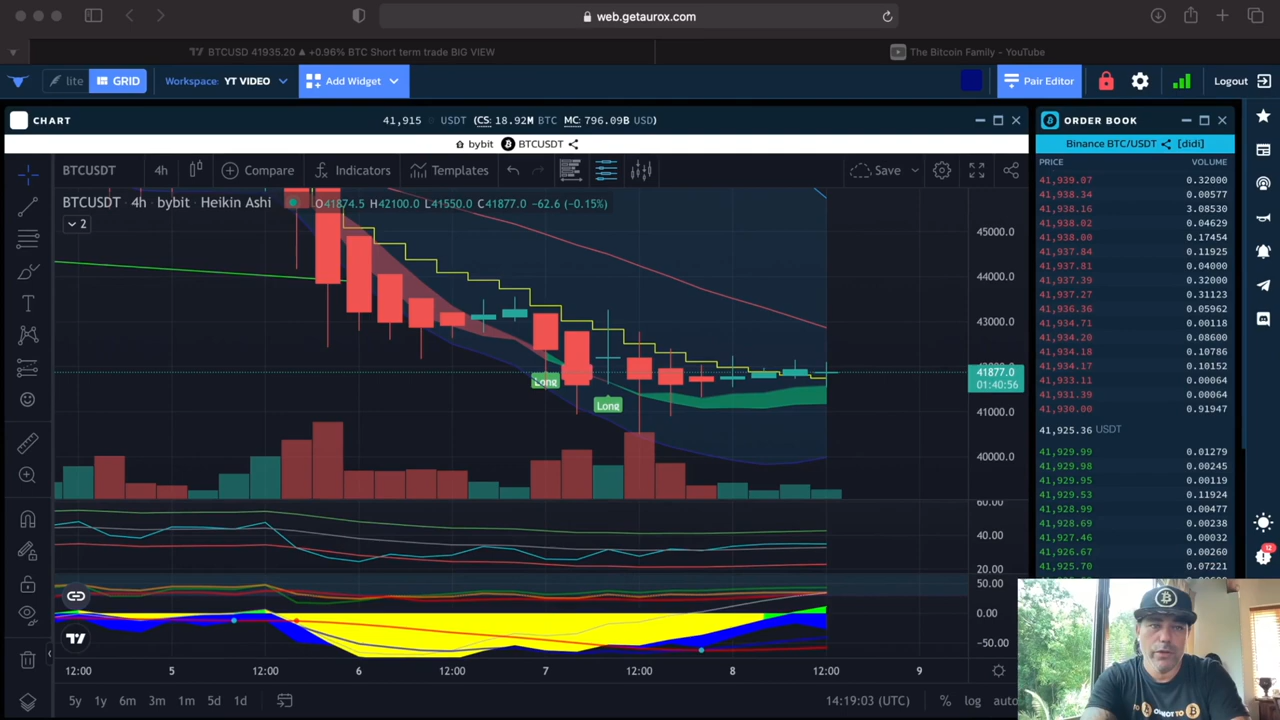 web.getaurox.com
BTCUSD 41935.20 ▲ +0.96% BTC Short term trade BIG VIEW
The Bitcoin Family - YouTube
lite GRID Workspace: YT VIDEO Add Widget Pair Editor Logout
CHART 41,915 USDT (CS: 18.92M BTC MC: 796.09B USD)
bybit BTCUSDT
BTCUSDT 4h Compare Indicators Templates Save
BTCUSDT · 4h · bybit · Heikin Ashi O41874.5 H42100.0 L41550.0 C41877.0 -62.6 (-0.15%)
2
Long
Long
45000.0
44000.0
43000.0
41877.0
01:40:56
41000.0
40000.0
60.00
40.00
20.00
50.00
0.00
-50.00
12:00 5 12:00 6 12:00 7 12:00 8 12:00 9
5y 1y 6m 3m 1m 5d 1d 14:19:03 (UTC) % log auto
ORDER BOOK
Binance BTC/USDT [didi]
PRICE VOLUME
41,939.07 0.32000
41,938.34 0.00577
41,938.16 3.08530
41,938.02 0.04629
41,938.00 0.17454
41,937.84 0.11925
41,937.81 0.04000
41,937.39 0.32000
41,937.29 0.31123
41,936.36 0.05962
41,934.71 0.00118
41,934.20 0.08600
41,934.18 0.10786
41,934.17 0.10152
41,933.11 0.00064
41,931.39 0.00064
41,930.00 0.91947
41,925.36 USDT
41,929.99 0.01279
41,929.98 0.00245
41,929.95 0.00119
41,929.53 0.11924
41,928.99 0.00477
41,928.69 0.00238
41,927.46 0.00032
41,926.67 0.00260
41,925.70 0.07221
12